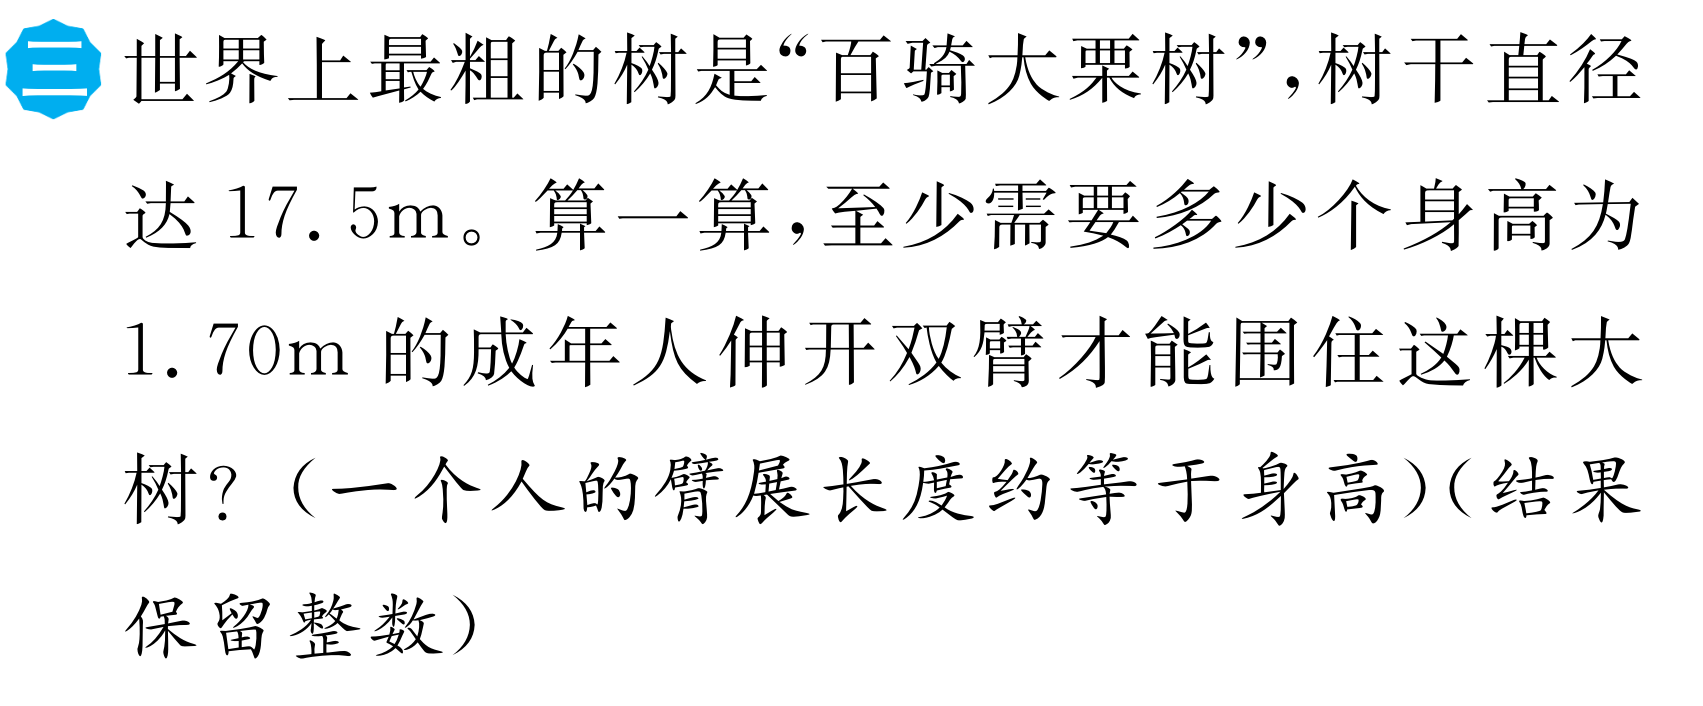 三 世界上最粗的树是“百骑大栗树”,树干直径
达 17.5m。算一算,至少需要多少个身高为
1.70m 的成年人伸开双臂才能围住这棵大
树?(一个人的臂展长度约等于身高)(结果
保留整数)